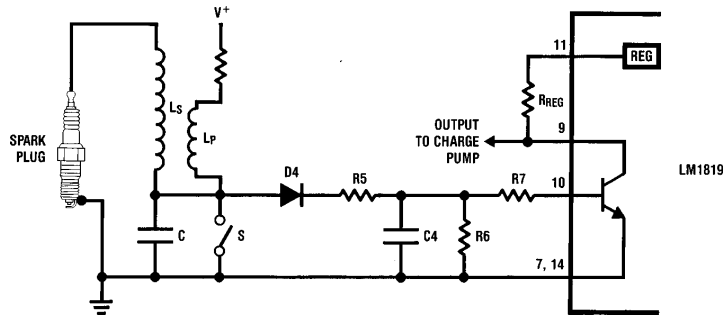 V+
11
REG
LS
LP
RREG
SPARK
PLUG
OUTPUT
TO CHARGE
PUMP
9
LM1819
D4
R5
R7
10
C
S
C4
R6
7, 14